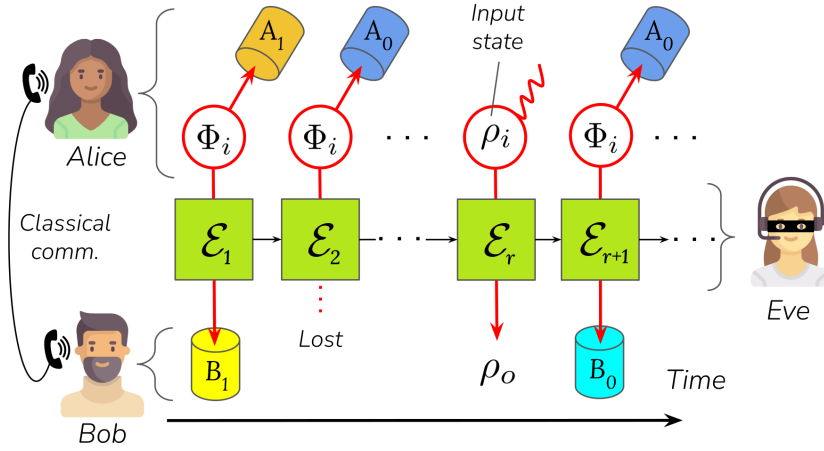 Input
state
A₁
A₀
A₀
Φᵢ
Φᵢ
. . .
ρᵢ
Φᵢ
. . .
Alice
Classical
comm.
ℰ₁
ℰ₂
. . .
ℰᵣ
ℰᵣ₊₁
. . .
Eve
Lost
B₁
ρₒ
B₀
Time
Bob